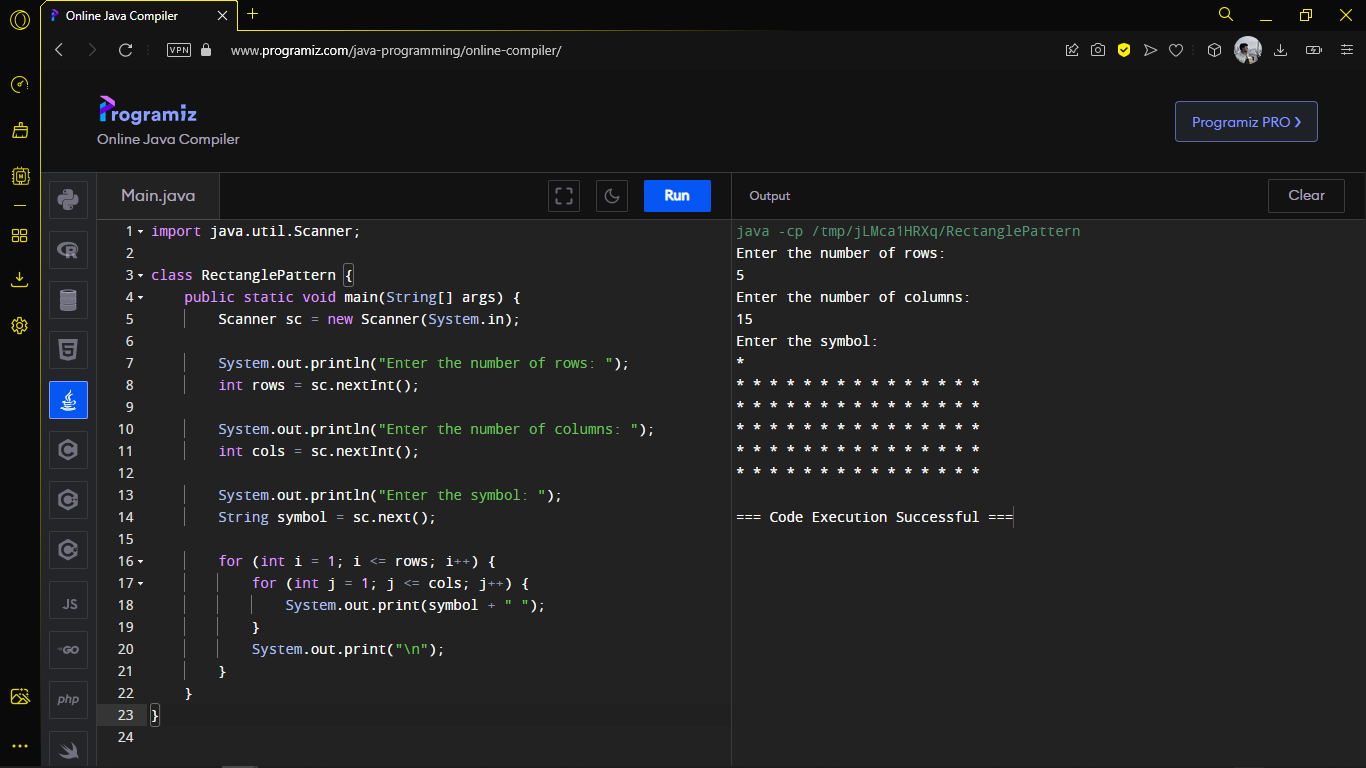 Online Java Compiler
VPN
www.programiz.com/java-programming/online-compiler/
Programiz
Online Java Compiler
Programiz PRO ❯
Main.java
Run
Output
Clear
1 import java.util.Scanner;
2
3 class RectanglePattern {
4     public static void main(String[] args) {
5         Scanner sc = new Scanner(System.in);
6
7         System.out.println("Enter the number of rows: ");
8         int rows = sc.nextInt();
9
10         System.out.println("Enter the number of columns: ");
11         int cols = sc.nextInt();
12
13         System.out.println("Enter the symbol: ");
14         String symbol = sc.next();
15
16         for (int i = 1; i <= rows; i++) {
17             for (int j = 1; j <= cols; j++) {
18                 System.out.print(symbol + " ");
19             }
20             System.out.print("\n");
21         }
22     }
23 }
24
java -cp /tmp/jLMca1HRXq/RectanglePattern
Enter the number of rows:
5
Enter the number of columns:
15
Enter the symbol:
*
* * * * * * * * * * * * * * *
* * * * * * * * * * * * * * *
* * * * * * * * * * * * * * *
* * * * * * * * * * * * * * *
* * * * * * * * * * * * * * *
=== Code Execution Successful ===
M
R
5
C
C
C
JS
GO
php